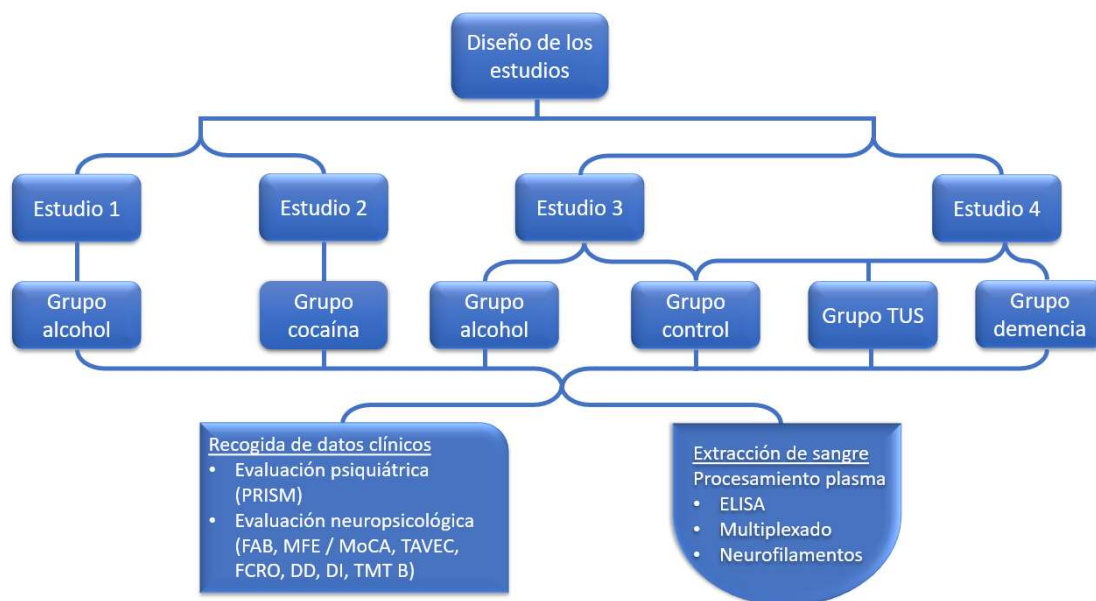 Diseño de los
estudios
Estudio 1
Estudio 2
Estudio 3
Estudio 4
Grupo
alcohol
Grupo
cocaína
Grupo
alcohol
Grupo
control
Grupo TUS
Grupo
demencia
Recogida de datos clínicos
• Evaluación psiquiátrica
(PRISM)
• Evaluación neuropsicológica
(FAB, MFE / MoCA, TAVEC,
FCRO, DD, DI, TMT B)
Extracción de sangre
Procesamiento plasma
• ELISA
• Multiplexado
• Neurofilamentos